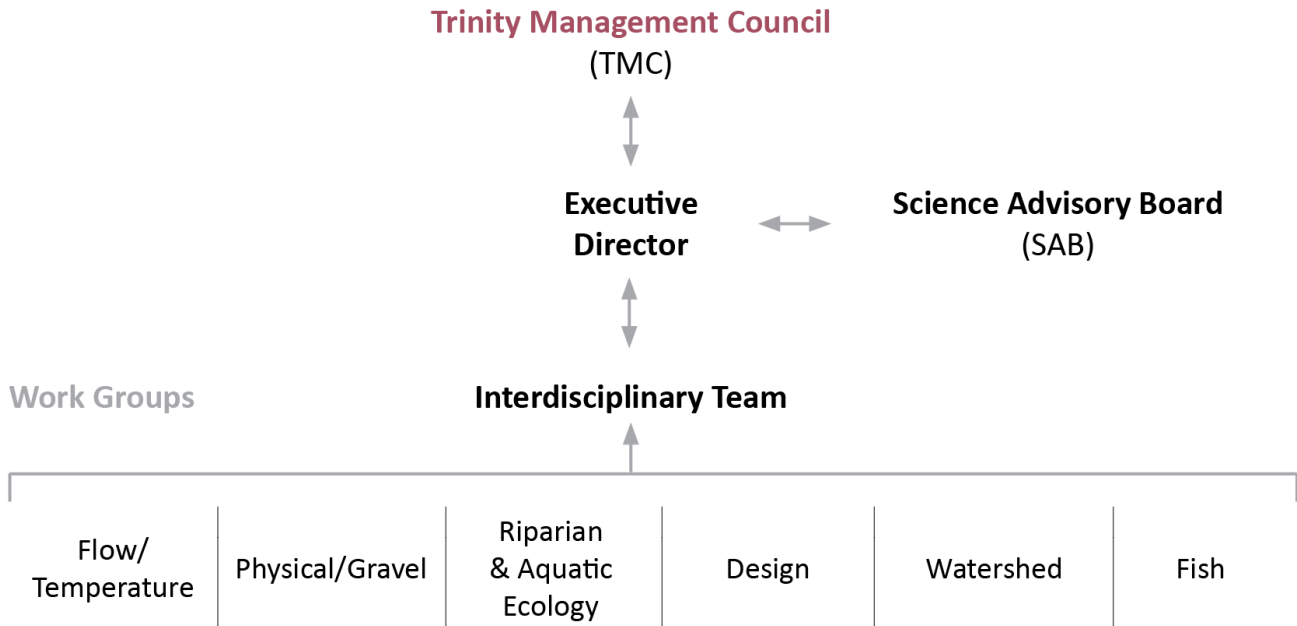 Trinity Management Council
(TMC)
Executive
Director
Science Advisory Board
(SAB)
Work Groups
Interdisciplinary Team
Flow/
Temperature
Physical/Gravel
Riparian
& Aquatic
Ecology
Design
Watershed
Fish